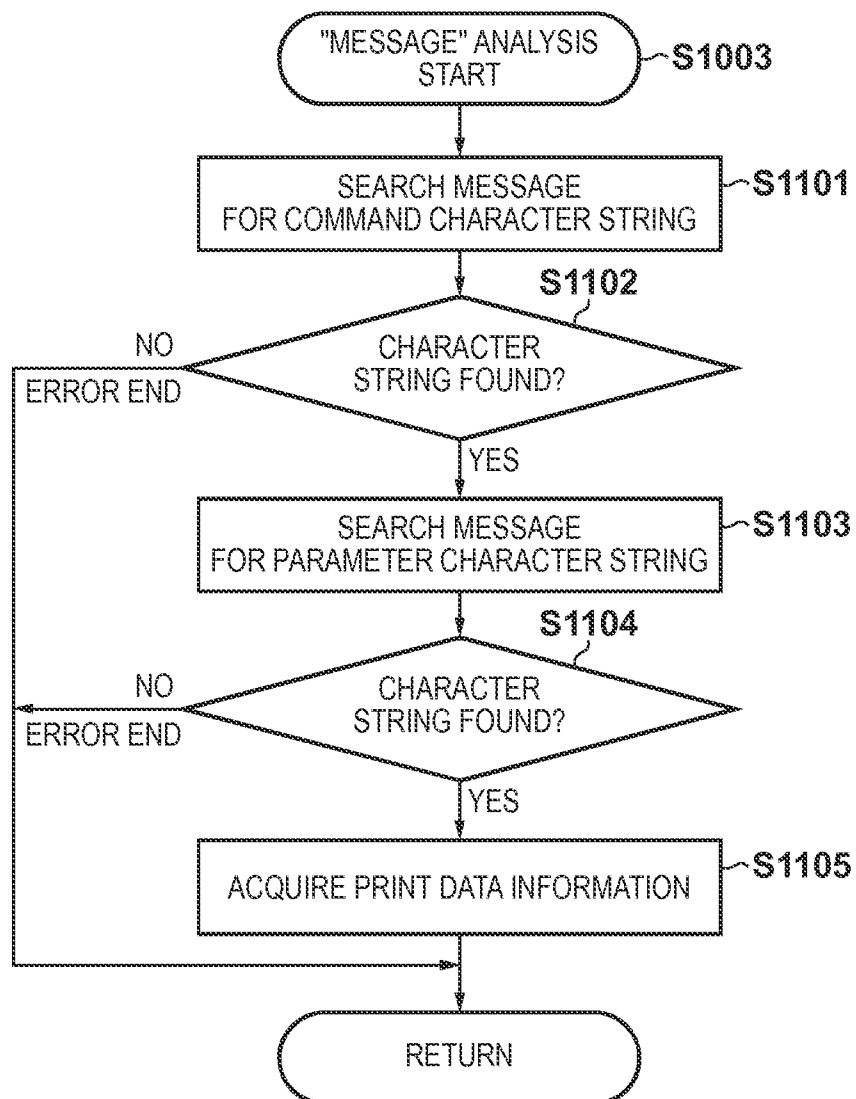 "MESSAGE" ANALYSIS
START
S1003
SEARCH MESSAGE
FOR COMMAND CHARACTER STRING
S1101
S1102
CHARACTER
STRING FOUND?
NO
ERROR END
YES
SEARCH MESSAGE
FOR PARAMETER CHARACTER STRING
S1103
S1104
CHARACTER
STRING FOUND?
NO
ERROR END
YES
ACQUIRE PRINT DATA INFORMATION
S1105
RETURN